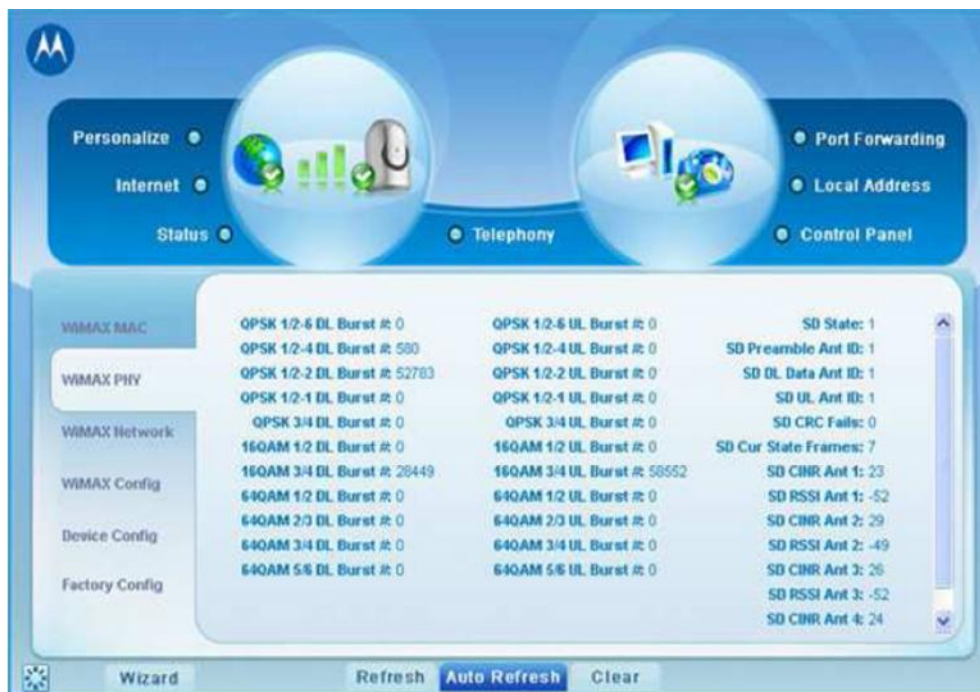 Personalize
Internet
Status
Telephony
Port Forwarding
Local Address
Control Panel
WiMAX MAC
WiMAX PHY
WiMAX Network
WiMAX Config
Device Config
Factory Config
QPSK 1/2-6 DL Burst #: 0
QPSK 1/2-4 DL Burst #: 580
QPSK 1/2-2 DL Burst #: 52783
QPSK 1/2-1 DL Burst #: 0
QPSK 3/4 DL Burst #: 0
16QAM 1/2 DL Burst #: 0
16QAM 3/4 DL Burst #: 28449
64QAM 1/2 DL Burst #: 0
64QAM 2/3 DL Burst #: 0
64QAM 3/4 DL Burst #: 0
64QAM 5/6 DL Burst #: 0
QPSK 1/2-6 UL Burst #: 0
QPSK 1/2-4 UL Burst #: 0
QPSK 1/2-2 UL Burst #: 0
QPSK 1/2-1 UL Burst #: 0
QPSK 3/4 UL Burst #: 0
16QAM 1/2 UL Burst #: 0
16QAM 3/4 UL Burst #: 58552
64QAM 1/2 UL Burst #: 0
64QAM 2/3 UL Burst #: 0
64QAM 3/4 UL Burst #: 0
64QAM 5/6 UL Burst #: 0
SD State: 1
SD Preamble Ant ID: 1
SD DL Data Ant ID: 1
SD UL Ant ID: 1
SD CRC Fails: 0
SD Cur State Frames: 7
SD CINR Ant 1: 23
SD RSSI Ant 1: -52
SD CINR Ant 2: 29
SD RSSI Ant 2: -49
SD CINR Ant 3: 26
SD RSSI Ant 3: -52
SD CINR Ant 4: 24
Wizard
Refresh
Auto Refresh
Clear